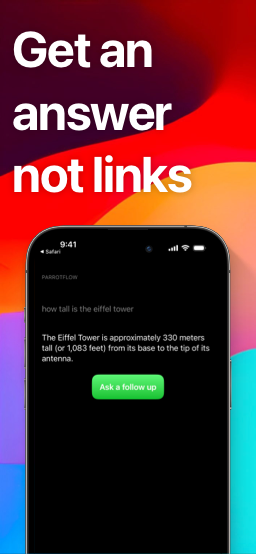 Get an
answer
not links
9:41
◀ Safari
PARROTFLOW
how tall is the eiffel tower
The Eiffel Tower is approximately 330 meters
tall (or 1,083 feet) from its base to the tip of its
antenna.
Ask a follow up